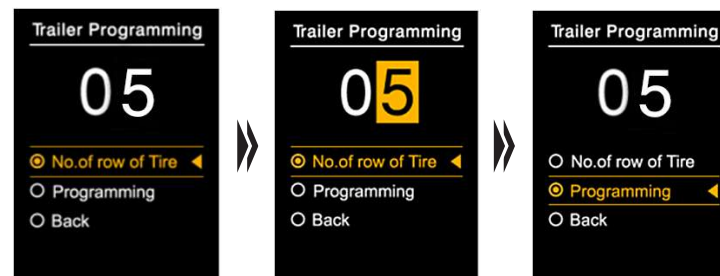 Trailer Programming
05
No.of row of Tire
Programming
Back
Trailer Programming
05
No.of row of Tire
Programming
Back
Trailer Programming
05
No.of row of Tire
Programming
Back